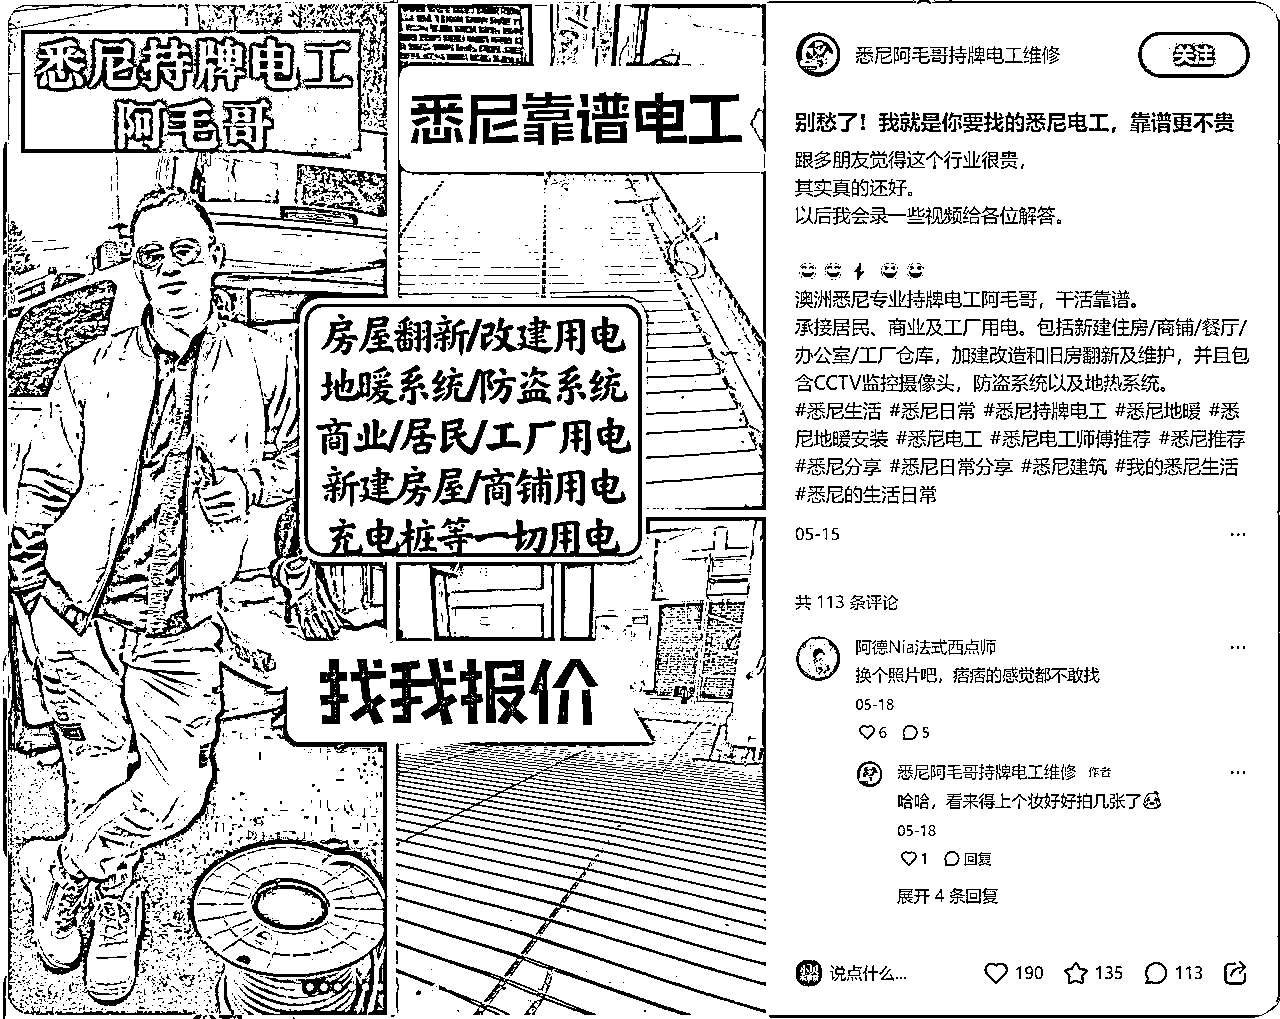 悉尼持牌电工
阿毛哥
悉尼靠谱电工
房屋翻新/改建用电
地暖系统/防盗系统
商业/居民/工厂用电
新建房屋/商铺用电
充电桩等一切用电
找我报价
悉尼阿毛哥持牌电工维修
关注
别愁了！我就是你要找的悉尼电工，靠谱更不贵
跟多朋友觉得这个行业很贵，
其实真的还好。
以后我会录一些视频给各位解答。
😄😄⚡😄😄
澳洲悉尼专业持牌电工阿毛哥，干活靠谱。
承接居民、商业及工厂用电。包括新建住房/商铺/餐厅/
办公室/工厂仓库，加建改造和旧房翻新及维护，并且包
含CCTV监控摄像头，防盗系统以及地热系统。
#悉尼生活 #悉尼日常 #悉尼持牌电工 #悉尼地暖 #悉
尼地暖安装 #悉尼电工 #悉尼电工师傅推荐 #悉尼推荐
#悉尼分享 #悉尼日常分享 #悉尼建筑 #我的悉尼生活
#悉尼的生活日常
05-15
共 113 条评论
阿德Nia法式西点师
换个照片吧，痞痞的感觉都不敢找
05-18
6 5
悉尼阿毛哥持牌电工维修 作者
哈哈，看来得上个妆好好拍几张了
05-18
1 回复
展开 4 条回复
说点什么...
190 135 113